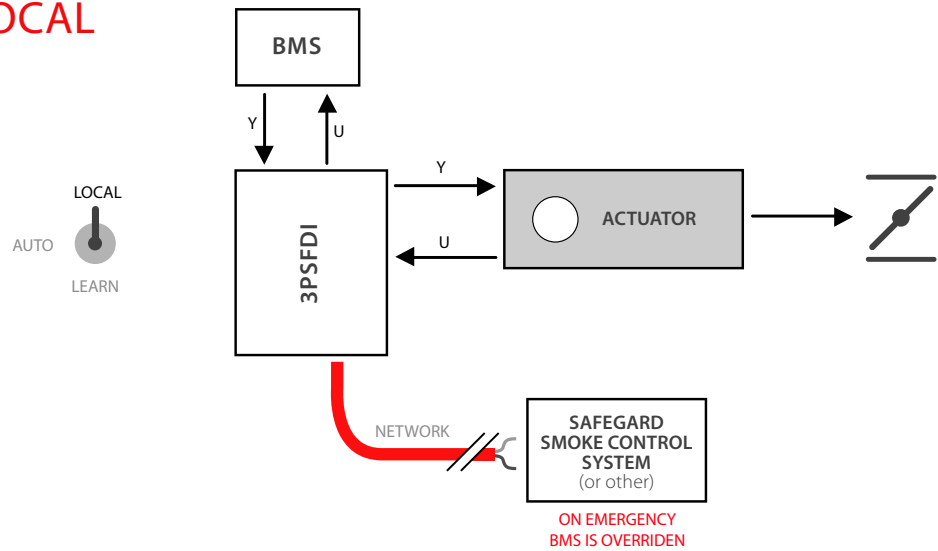 OCAL
BMS
Y
U
LOCAL
AUTO
LEARN
3PSFDI
Y
U
ACTUATOR
NETWORK
SAFEGARD
SMOKE CONTROL
SYSTEM
(or other)
ON EMERGENCY
BMS IS OVERRIDEN